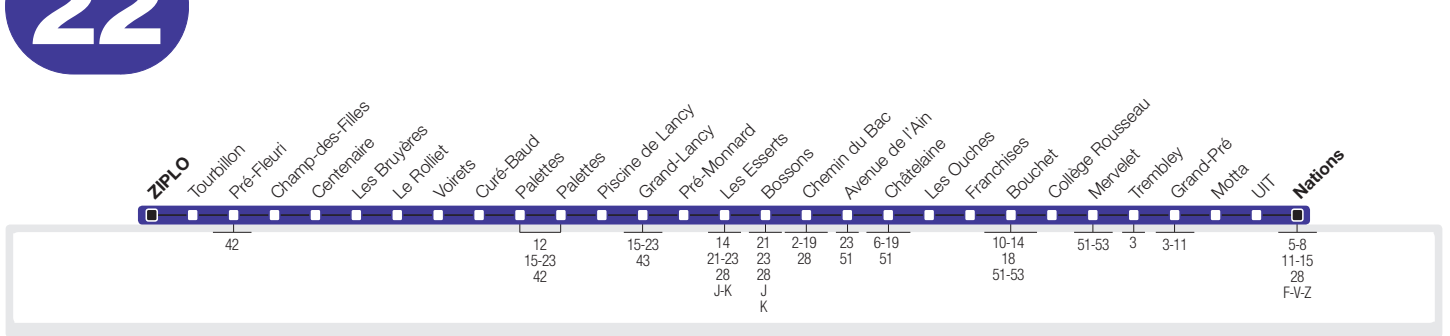 22
ZIPLO
Tourbillon
Pré-Fleuri
Champ-des-Filles
Centenaire
Les Bruyères
Le Rolliet
Voirets
Curé-Baud
Palettes
Palettes
Piscine de Lancy
Grand-Lancy
Pré-Monnard
Les Esserts
Bossons
Chemin du Bac
Avenue de l'Ain
Châtelaine
Les Ouches
Franchises
Bouchet
Collège Rousseau
Mervelet
Trembley
Grand-Pré
Motta
UIT
Nations
42
12
15-23
42
15-23
43
14
21-23
28
J-K
21
23
28
J
K
2-19
28
23
51
6-19
51
10-14
18
51-53
51-53
3
3-11
5-8
11-15
28
F-V-Z